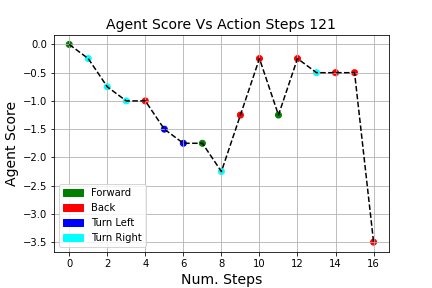 Agent Score Vs Action Steps 121
0.0
−0.5
−1.0
−1.5
−2.0
−2.5
−3.0
−3.5
Agent Score
Forward
Back
Turn Left
Turn Right
0 2 4 6 8 10 12 14 16
Num. Steps